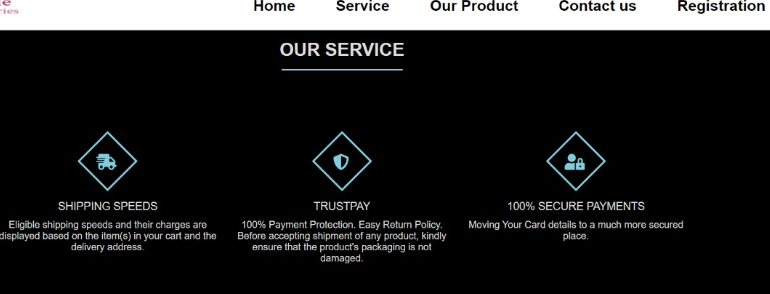 ries
Home Service Our Product Contact us Registration
OUR SERVICE
SHIPPING SPEEDS
Eligible shipping speeds and their charges are
displayed based on the item(s) in your cart and the
delivery address.
TRUSTPAY
100% Payment Protection. Easy Return Policy.
Before accepting shipment of any product, kindly
ensure that the product's packaging is not
damaged.
100% SECURE PAYMENTS
Moving Your Card details to a much more secured
place.